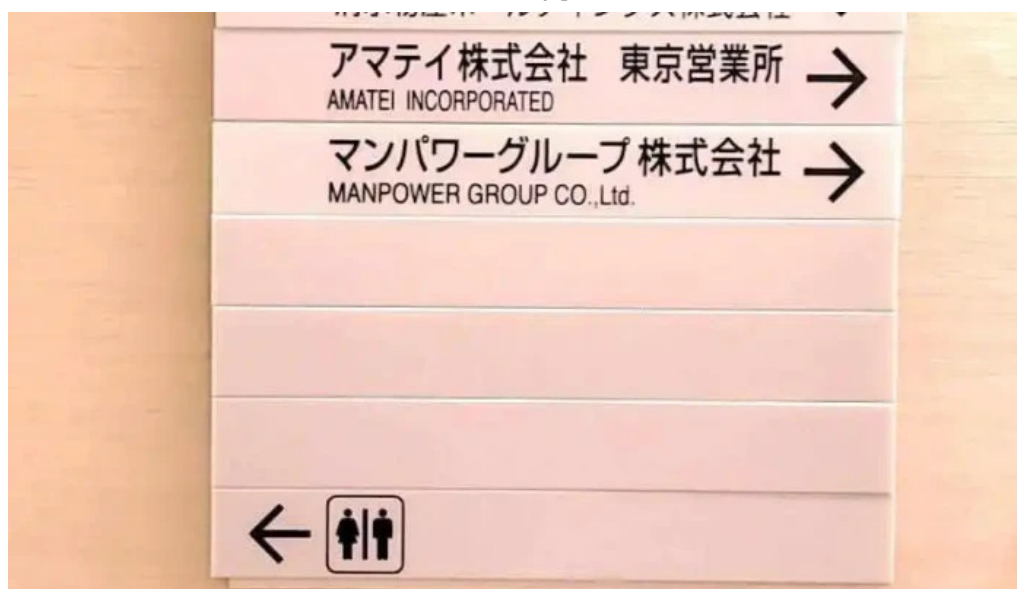 アマテイ株式会社 東京営業所 →
AMATEI INCORPORATED
マンパワーグループ株式会社 →
MANPOWER GROUP CO.,Ltd.
←